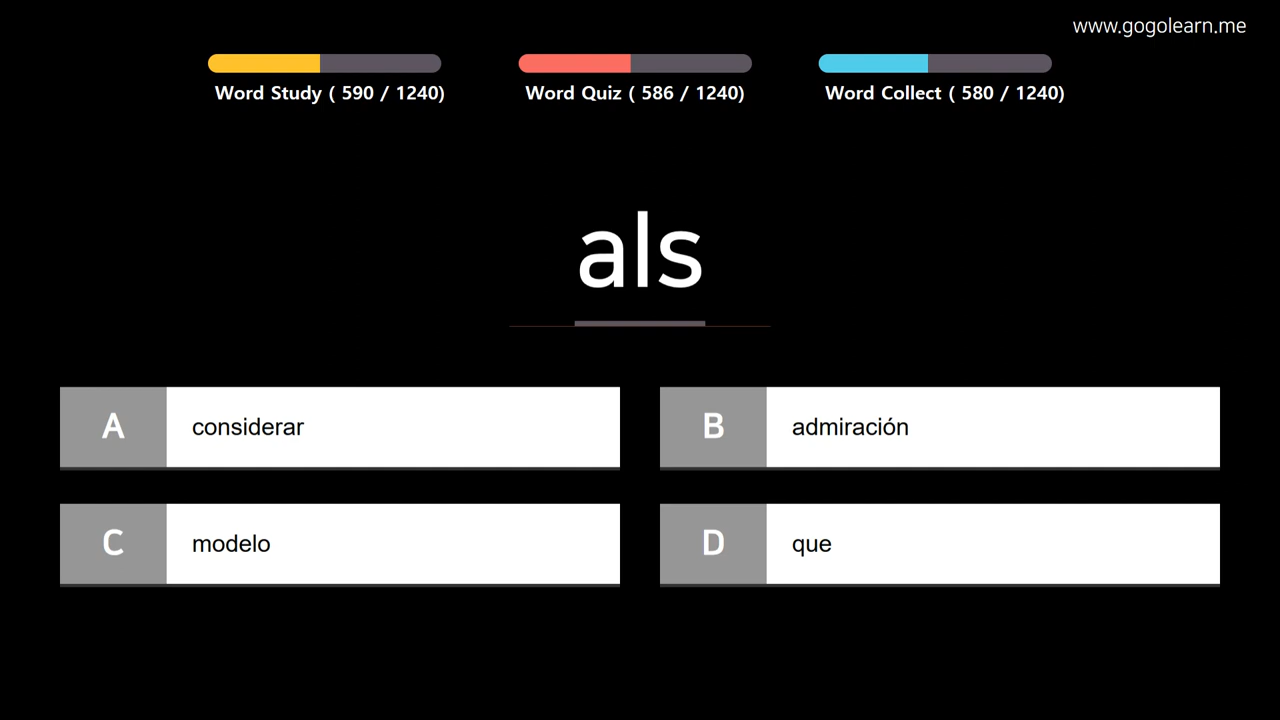 www.gogolearn.me
Word Study ( 590 / 1240) Word Quiz ( 586 / 1240) Word Collect ( 580 / 1240)
als
A considerar
B admiración
C modelo
D que